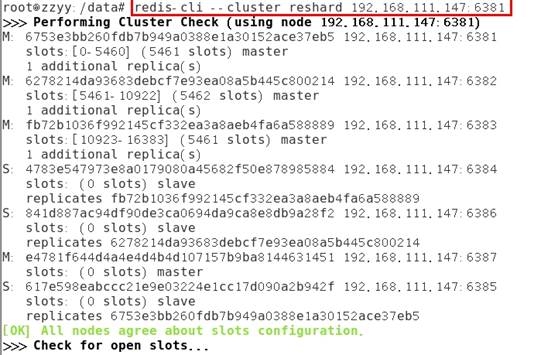 root@zzyy:/data# redis-cli --cluster reshard 192.168.111.147:6381
>>> Performing Cluster Check (using node 192.168.111.147:6381)
M: 6753e3bb260fdb7b949a0388e1a30152ace37eb5 192.168.111.147:6381
slots:[0-5460] (5461 slots) master
1 additional replica(s)
M: 6278214da93683debcf7e93ea08a5b445c800214 192.168.111.147:6382
slots:[5461-10922] (5462 slots) master
1 additional replica(s)
M: fb72b1036f992145cf332ea3a8aeb4fa6a588889 192.168.111.147:6383
slots:[10923-16383] (5461 slots) master
1 additional replica(s)
S: 4783e547973e8a0179080a45682f50e878985884 192.168.111.147:6384
slots: (0 slots) slave
replicates fb72b1036f992145cf332ea3a8aeb4fa6a588889
S: 841d887ac94df90de3ca0694da9ca8e8db9a28f2 192.168.111.147:6386
slots: (0 slots) slave
replicates 6278214da93683debcf7e93ea08a5b445c800214
M: e4781f644d4a4e4d4b4d107157b9ba8144631451 192.168.111.147:6387
slots: (0 slots) master
S: 617e598eabccc21e9e03224e1cc17d090a2b942f 192.168.111.147:6385
slots: (0 slots) slave
replicates 6753e3bb260fdb7b949a0388e1a30152ace37eb5
[OK] All nodes agree about slots configuration.
>>> Check for open slots...